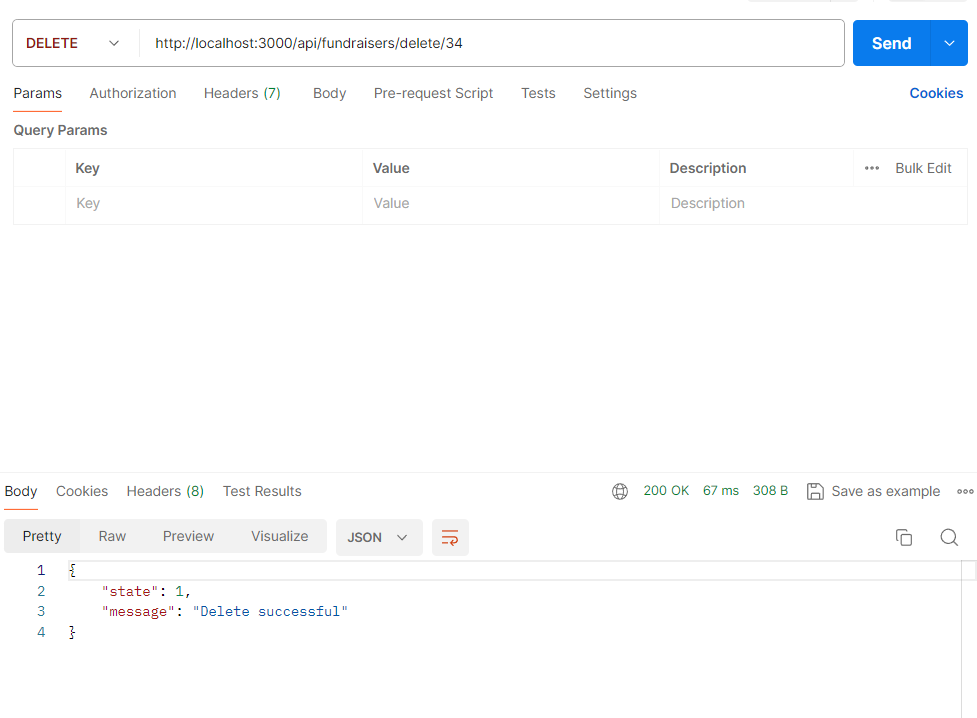 DELETE http://localhost:3000/api/fundraisers/delete/34 Send
Params Authorization Headers (7) Body Pre-request Script Tests Settings Cookies
Query Params
Key Value Description ••• Bulk Edit
Key Value Description
Body Cookies Headers (8) Test Results 200 OK 67 ms 308 B Save as example
Pretty Raw Preview Visualize JSON
1 {
2 "state": 1,
3 "message": "Delete successful"
4 }